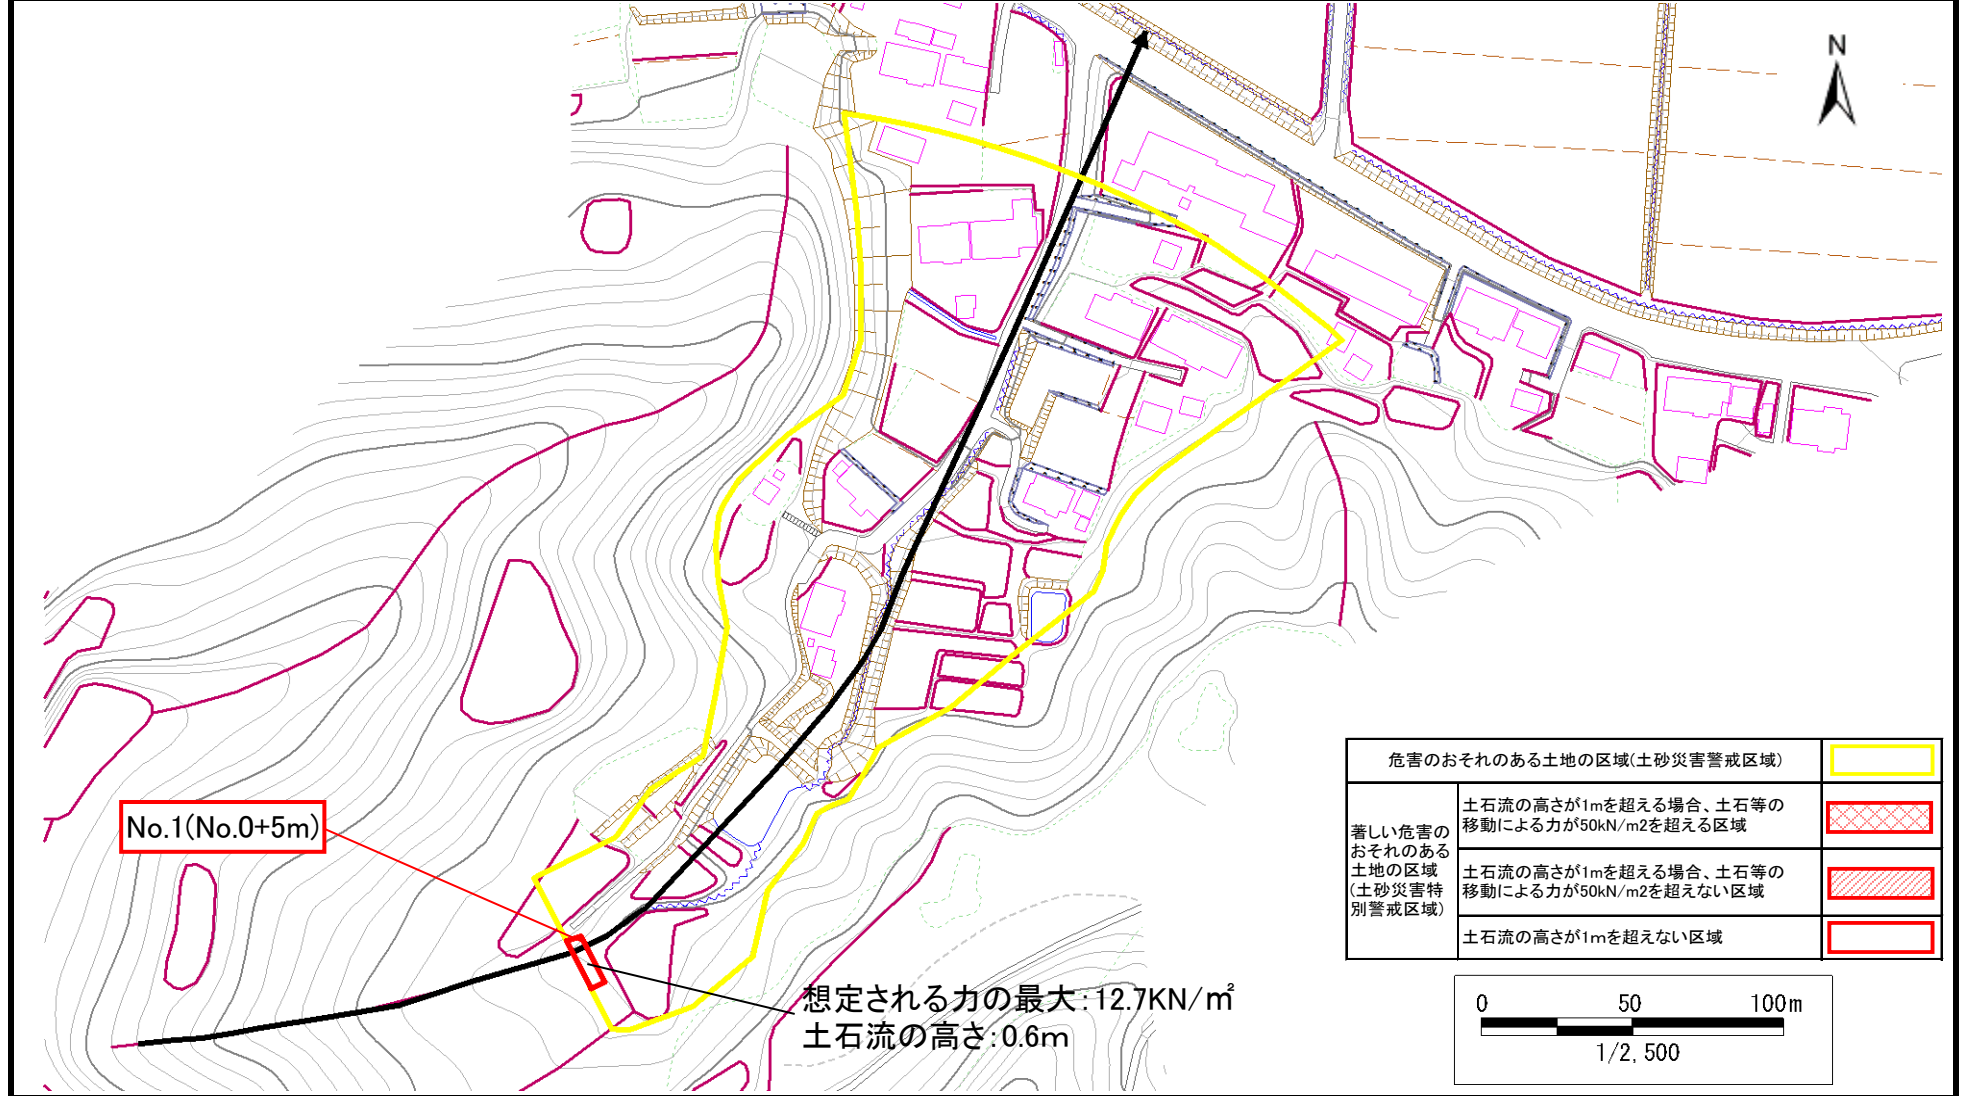 N
No.1(No.0+5m)
想定される力の最大:12.7KN/㎡
土石流の高さ:0.6m
危害のおそれのある土地の区域(土砂災害警戒区域)
著しい危害の
おそれのある
土地の区域
(土砂災害特
別警戒区域)
土石流の高さが1mを超える場合、土石等の
移動による力が50kN/m2を超える区域
土石流の高さが1mを超える場合、土石等の
移動による力が50kN/m2を超えない区域
土石流の高さが1mを超えない区域
0 50 100m
1/2,500